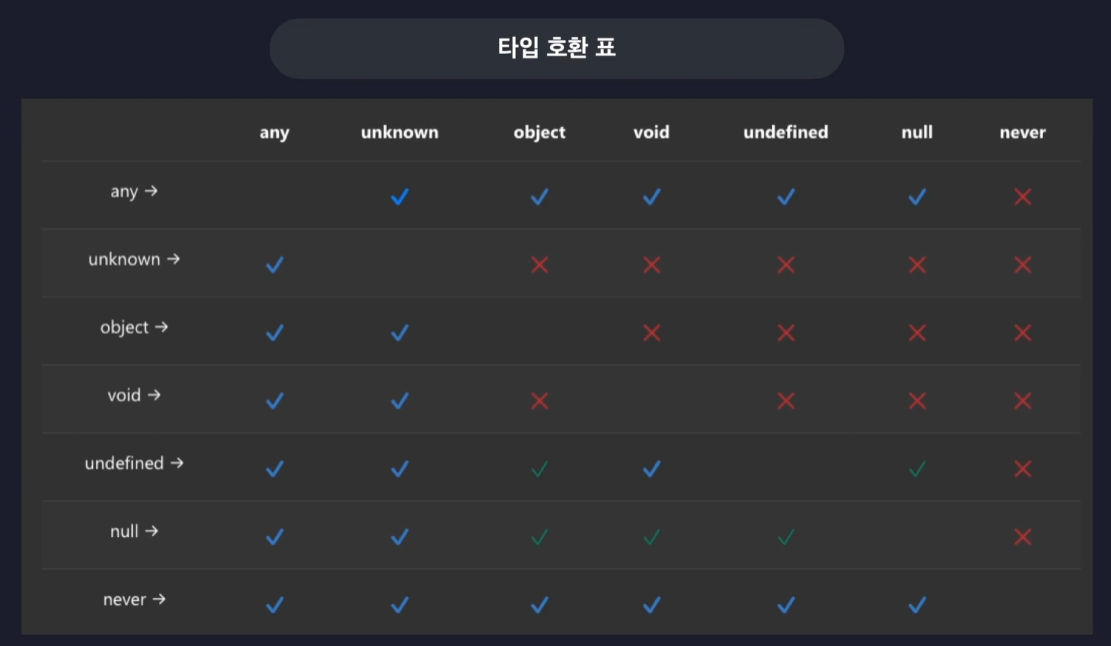 타입 호환 표
any unknown object void undefined null never
any → ✓ ✓ ✓ ✓ ✓ ✕
unknown → ✓ ✕ ✕ ✕ ✕ ✕
object → ✓ ✓ ✕ ✕ ✕ ✕
void → ✓ ✓ ✕ ✕ ✕ ✕
undefined → ✓ ✓ ✓ ✓ ✓ ✕
null → ✓ ✓ ✓ ✓ ✓ ✕
never → ✓ ✓ ✓ ✓ ✓ ✓